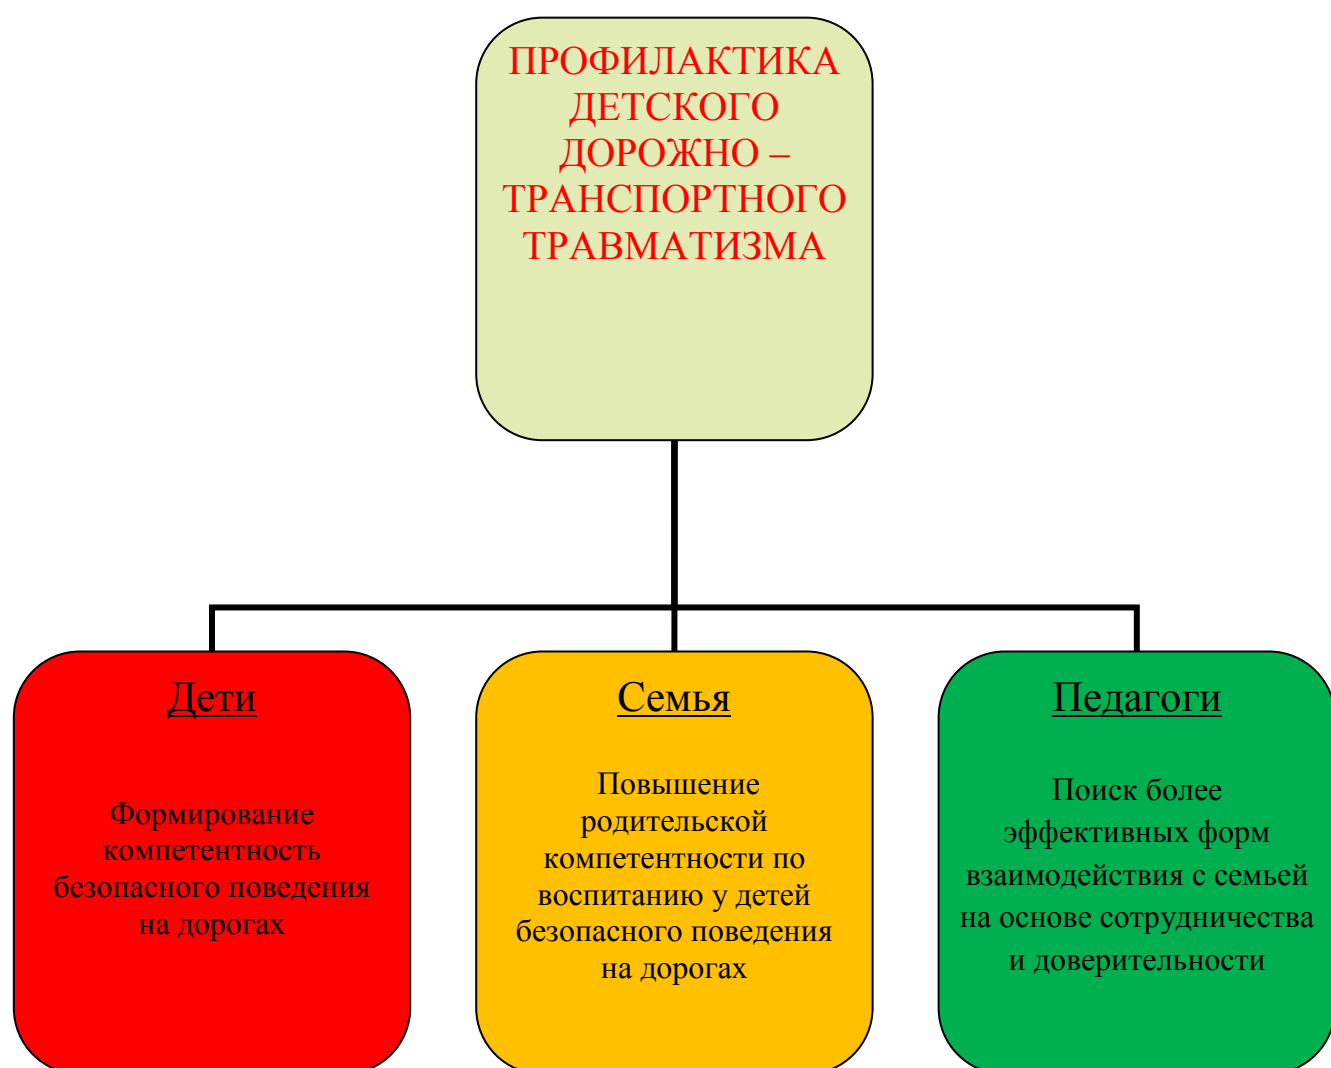 ПРОФИЛАКТИКА
ДЕТСКОГО
ДОРОЖНО –
ТРАНСПОРТНОГО
ТРАВМАТИЗМА
Дети
Формирование
компетентность
безопасного поведения
на дорогах
Семья
Повышение
родительской
компетентности по
воспитанию у детей
безопасного поведения
на дорогах
Педагоги
Поиск более
эффективных форм
взаимодействия с семьей
на основе сотрудничества
и доверительности